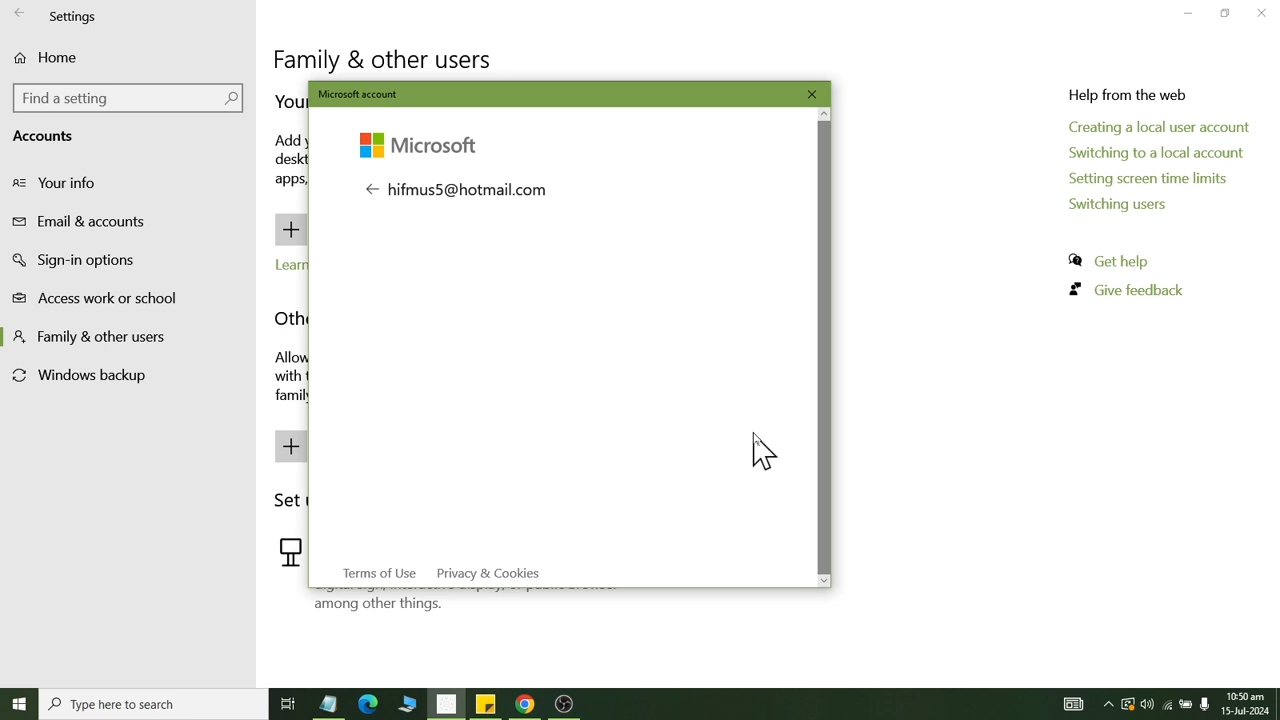 Settings
Home
Find a setting
Accounts
Your info
Email & accounts
Sign-in options
Access work or school
Family & other users
Windows backup
Family & other users
Microsoft account
Microsoft
hifmus5@hotmail.com
Terms of Use Privacy & Cookies
among other things.
Help from the web
Creating a local user account
Switching to a local account
Setting screen time limits
Switching users
Get help
Give feedback
Type here to search
10:50 am
15-Jul-2024